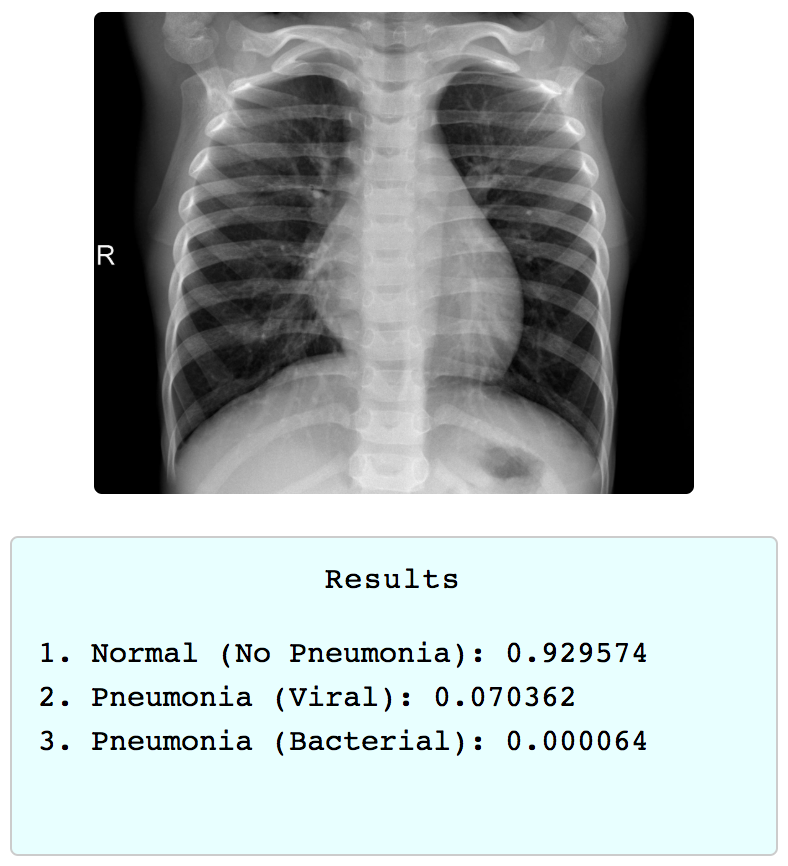 R
Results
1. Normal (No Pneumonia): 0.929574
2. Pneumonia (Viral): 0.070362
3. Pneumonia (Bacterial): 0.000064